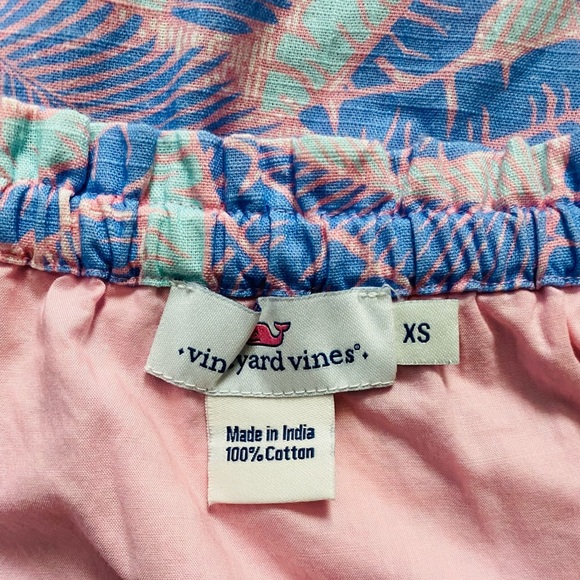 ·vineyard vines®·
XS
Made in India
100% Cotton